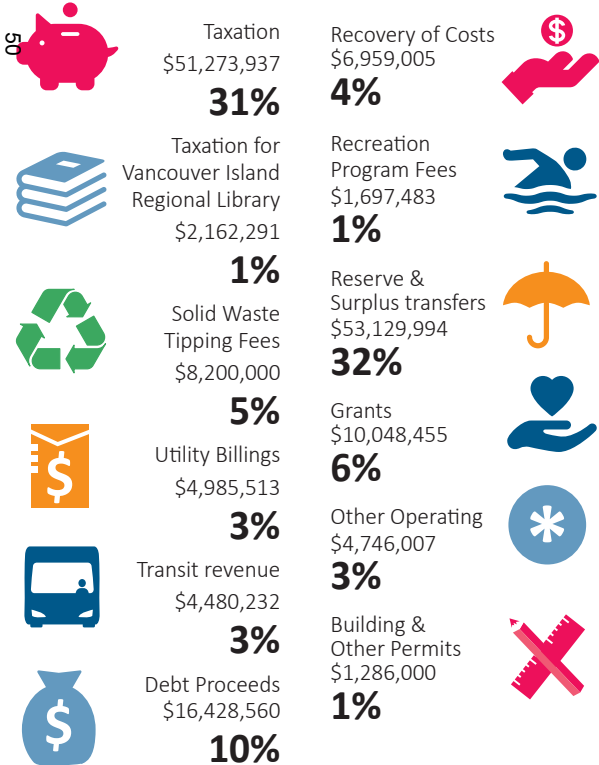 50
Taxation
$51,273,937
31%
Taxation for
Vancouver Island
Regional Library
$2,162,291
1%
Solid Waste
Tipping Fees
$8,200,000
5%
Utility Billings
$4,985,513
3%
Transit revenue
$4,480,232
3%
Debt Proceeds
$16,428,560
10%
Recovery of Costs
$6,959,005
4%
Recreation
Program Fees
$1,697,483
1%
Reserve &
Surplus transfers
$53,129,994
32%
Grants
$10,048,455
6%
Other Operating
$4,746,007
3%
Building &
Other Permits
$1,286,000
1%
$
$
$
*